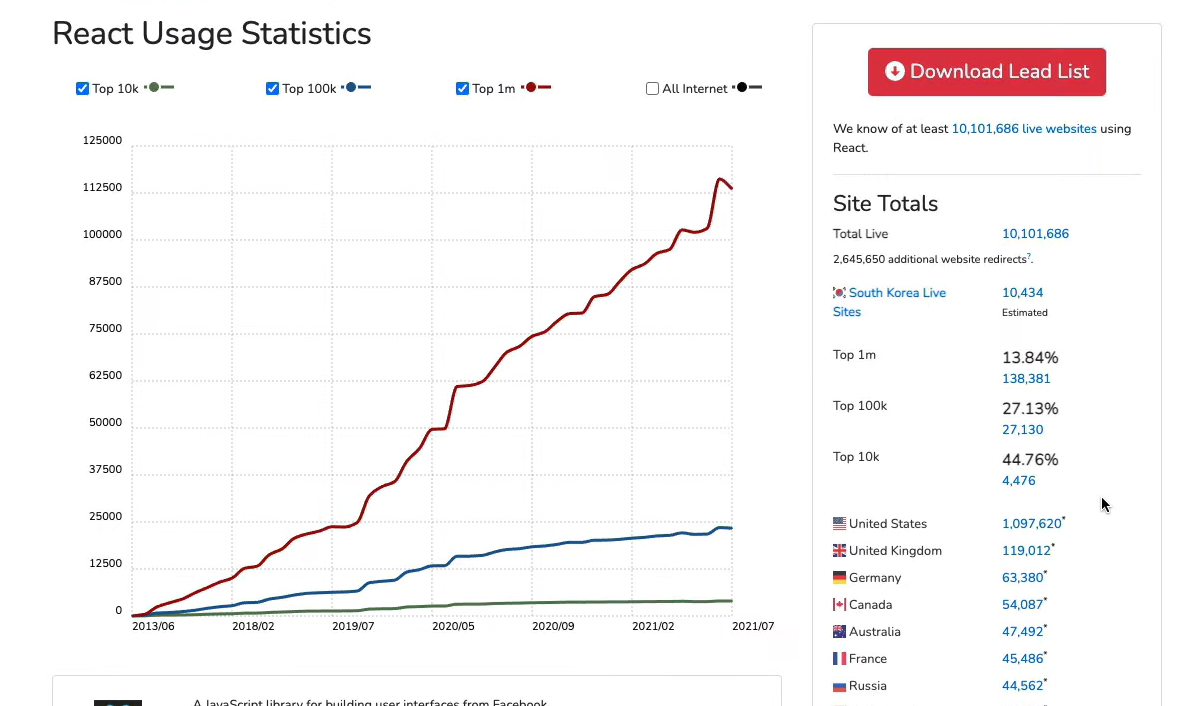 React Usage Statistics
Top 10k
Top 100k
Top 1m
All Internet
125000
112500
100000
87500
75000
62500
50000
37500
25000
12500
0
2013/06
2018/02
2019/07
2020/05
2020/09
2021/02
2021/07
A JavaScript library for building user interfaces from Facebook.
Download Lead List
We know of at least 10,101,686 live websites using
React.
Site Totals
Total Live 10,101,686
2,645,650 additional website redirects?.
South Korea Live 10,434
Sites Estimated
Top 1m 13.84%
138,381
Top 100k 27.13%
27,130
Top 10k 44.76%
4,476
United States 1,097,620*
United Kingdom 119,012*
Germany 63,380*
Canada 54,087*
Australia 47,492*
France 45,486*
Russia 44,562*